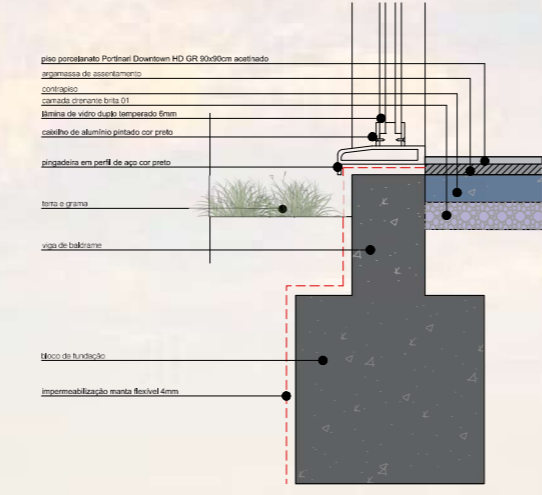 piso porcelanato Portinari Downtown HD GR 90x90cm acetinado
argamassa de assentamento
contrapiso
camada drenante brita 01
lâmina de vidro duplo temperado 6mm
caixilho de alumínio pintado cor preto
pingadeira em perfil de aço cor preto
terra e grama
viga de baldrame
bloco de fundação
impermeabilização manta flexível 4mm